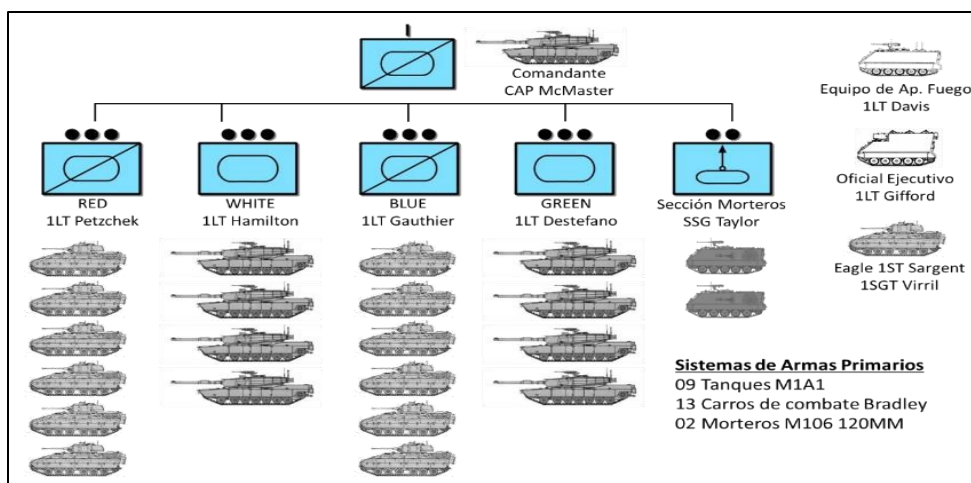 Comandante
CAP McMaster
Equipo de Ap. Fuego
1LT Davis
Oficial Ejecutivo
1LT Gifford
Eagle 1ST Sargent
1SGT Virril
RED
1LT Petzchek
WHITE
1LT Hamilton
BLUE
1LT Gauthier
GREEN
1LT Destefano
Sección Morteros
SSG Taylor
Sistemas de Armas Primarios
09 Tanques M1A1
13 Carros de combate Bradley
02 Morteros M106 120MM